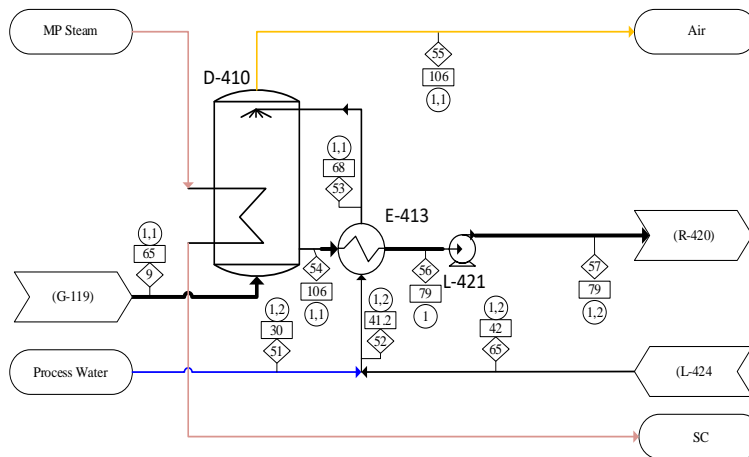 MP Steam
Air
55
106
1,1
D-410
1,1
68
53
E-413
1,1
65
9
(G-119)
54
106
1,1
56
79
1
L-421
57
79
1,2
(R-420)
1,2
30
51
1,2
41.2
52
1,2
42
65
Process Water
(L-424
SC